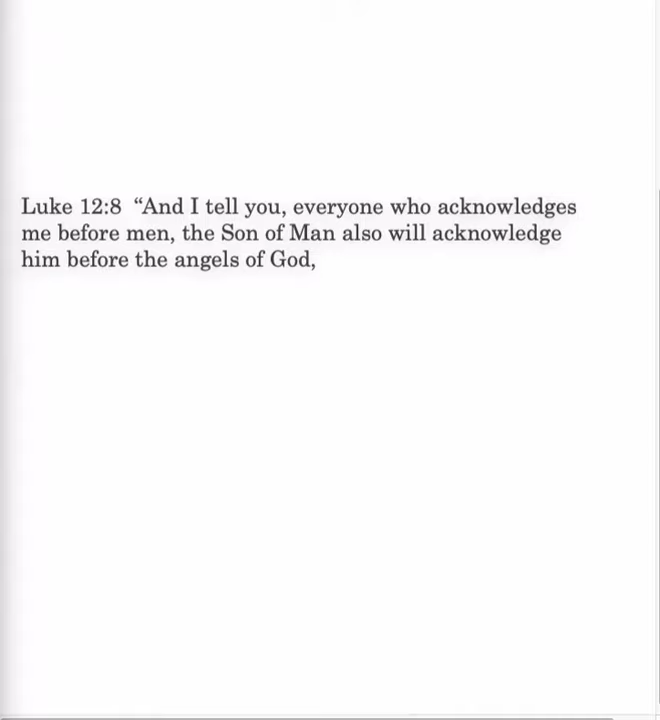 Luke 12:8  “And I tell you, everyone who acknowledges
me before men, the Son of Man also will acknowledge
him before the angels of God,